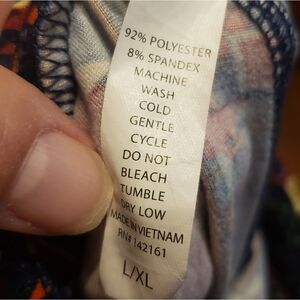 92% POLYESTER
8% SPANDEX
MACHINE
WASH
COLD
GENTLE
CYCLE
DO NOT
BLEACH
TUMBLE
DRY LOW
MADE IN VIETNAM
RN# 142161
L/XL